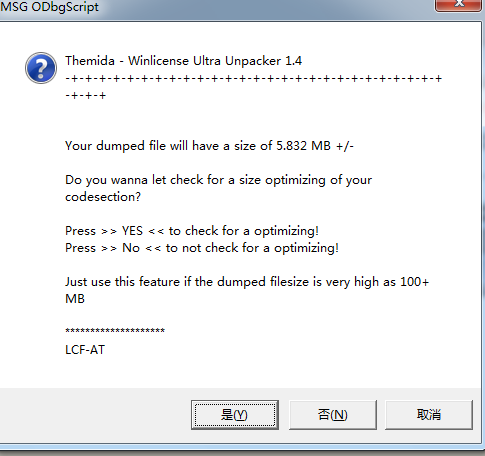 MSG ODbgScript
Themida - Winlicense Ultra Unpacker 1.4
-+-+-+-+-+-+-+-+-+-+-+-+-+-+-+-+-+-+-+-+-+-+-+-+-+-+-+
-+-+-+
Your dumped file will have a size of 5.832 MB +/-
Do you wanna let check for a size optimizing of your
codesection?
Press >> YES << to check for a optimizing!
Press >> No << to not check for a optimizing!
Just use this feature if the dumped filesize is very high as 100+
MB
********************
LCF-AT
是(Y)
否(N)
取消